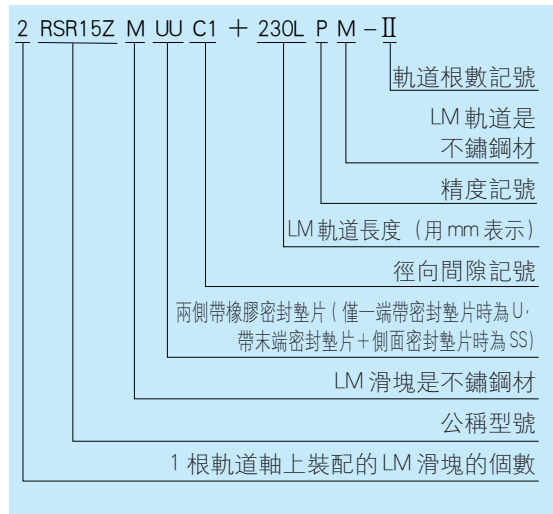 2 RSR15Z M UU C1 + 230L P M - Ⅱ
軌道根數記號
LM 軌道是
不鏽鋼材
精度記號
LM 軌道長度（用 mm 表示）
徑向間隙記號
兩側帶橡膠密封墊片 ( 僅一端帶密封墊片時為 U，
帶末端密封墊片＋側面密封墊片時為 SS)
LM 滑塊是不鏽鋼材
公稱型號
1 根軌道軸上裝配的 LM 滑塊的個數